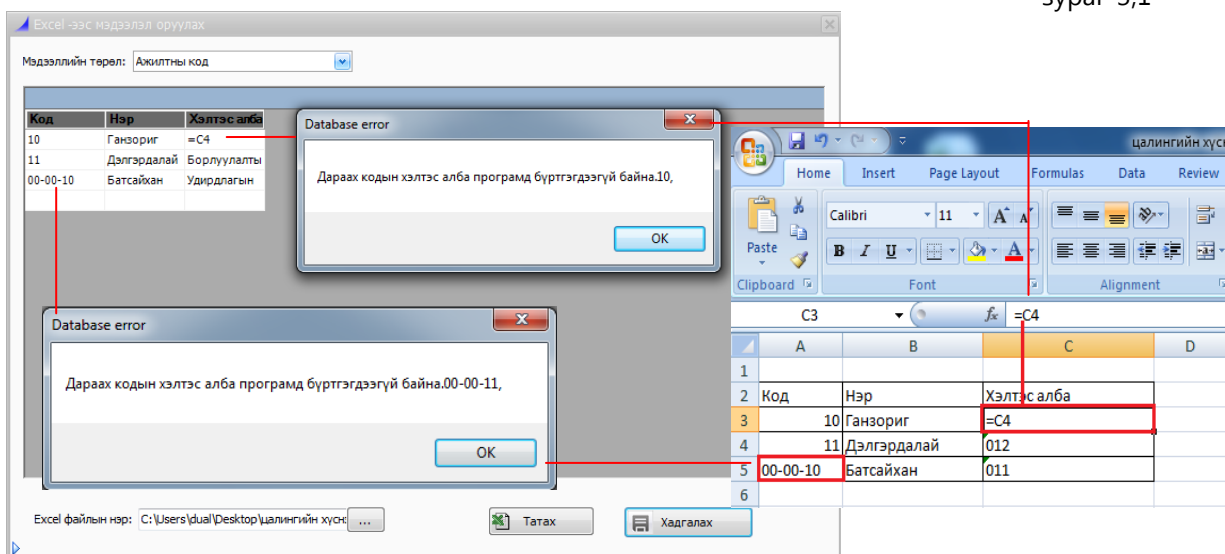 зураг 3,1
Excel -ээс мэдээлэл оруулах
Мэдээллийн төрөл: Ажилтны код
Код Нэр Хэлтэс алба
10 Ганзориг =C4
11 Дэлгэрдалай Борлуулалты
00-00-10 Батсайхан Удирдлагын
Database error
Дараах кодын хэлтэс алба програмд бүртгэгдээгүй байна.10,
OK
Database error
Дараах кодын хэлтэс алба програмд бүртгэгдээгүй байна.00-00-11,
OK
Excel файлын нэр: C:\Users\dual\Desktop\цалингийн хүсн ...
Татах
Хадгалах
цалингийн хүсн
Home Insert Page Layout Formulas Data Review
Calibri 11 A A
Paste B I U A
Clipboard Font Alignment
C3 fx =C4
A B C D
1
2 Код Нэр Хэлтэс алба
3 10 Ганзориг =C4
4 11 Дэлгэрдалай 012
5 00-00-10 Батсайхан 011
6